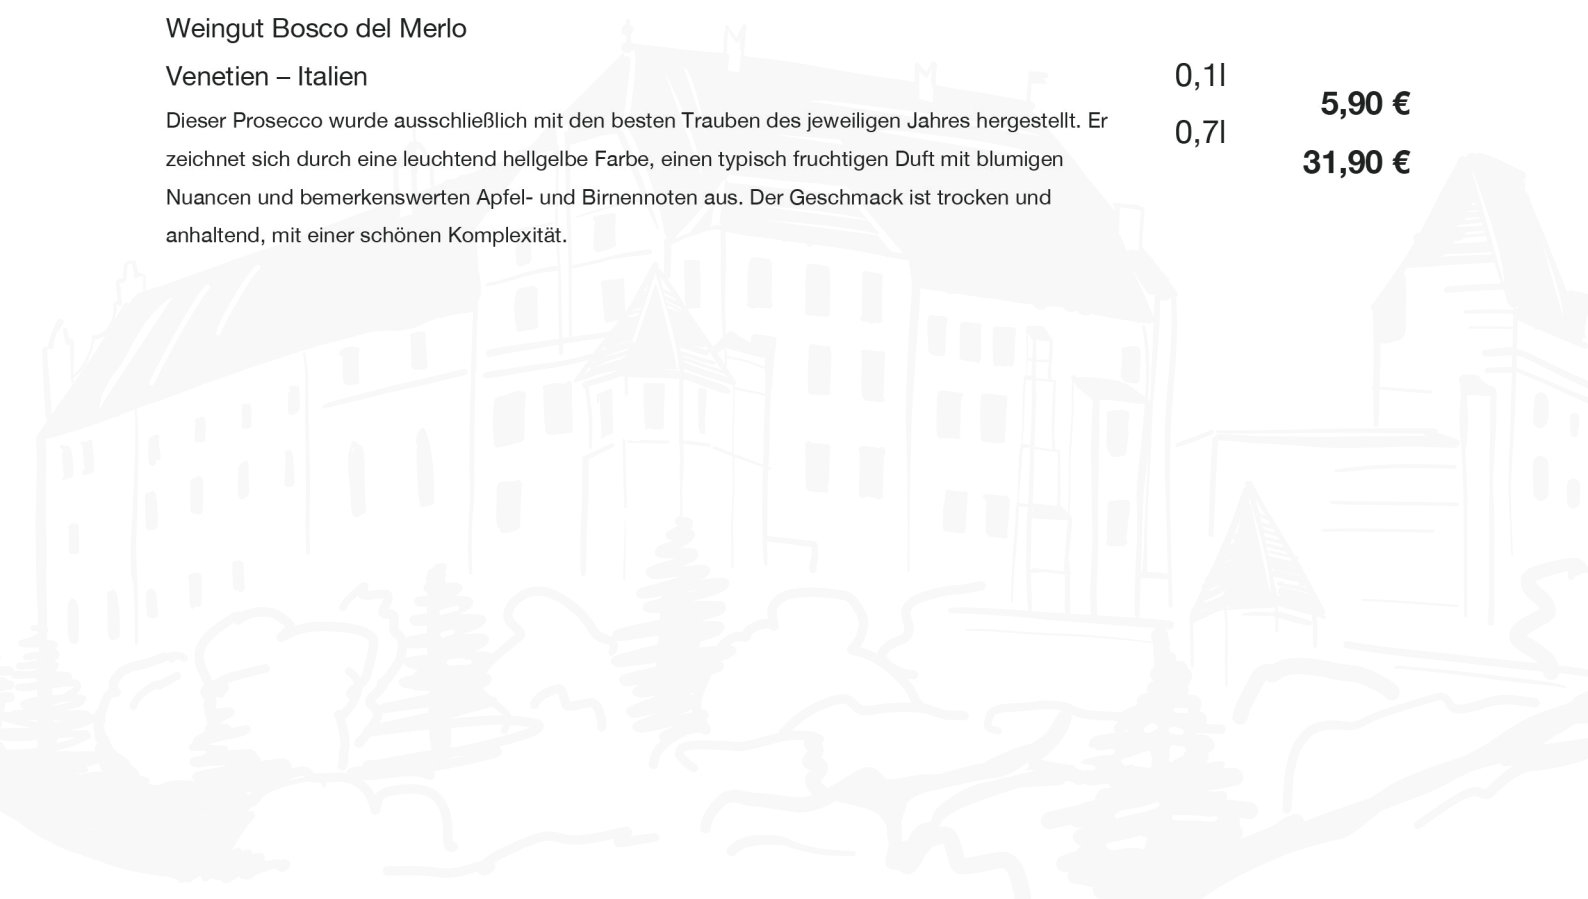 Weingut Bosco del Merlo
Venetien – Italien
Dieser Prosecco wurde ausschließlich mit den besten Trauben des jeweiligen Jahres hergestellt. Er
zeichnet sich durch eine leuchtend hellgelbe Farbe, einen typisch fruchtigen Duft mit blumigen
Nuancen und bemerkenswerten Apfel- und Birnennoten aus. Der Geschmack ist trocken und
anhaltend, mit einer schönen Komplexität.
0,1l
5,90 €
0,7l
31,90 €